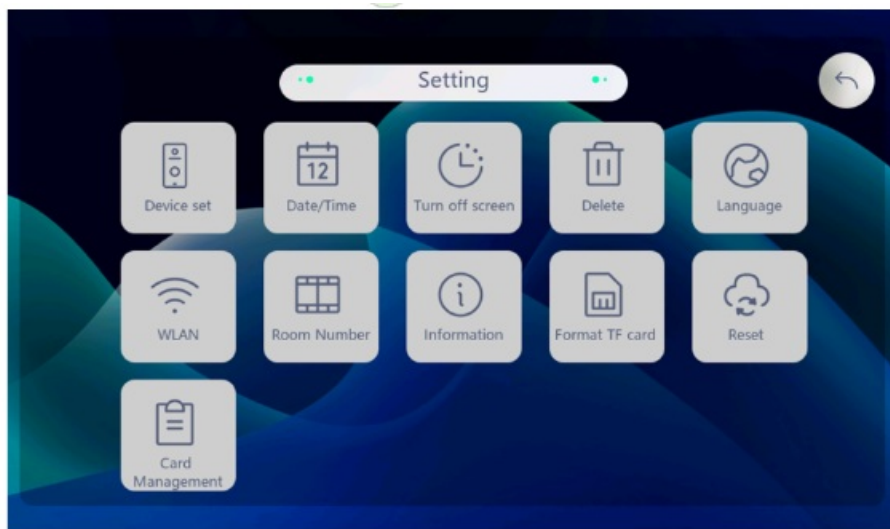 Setting
Device set
12
Date/Time
Turn off screen
Delete
Language
WLAN
Room Number
Information
Format TF card
Reset
Card
Management